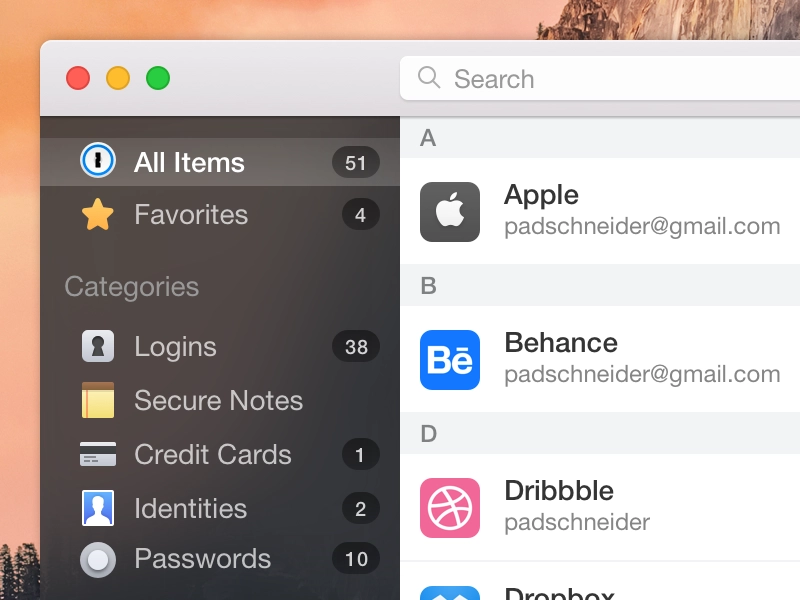 Search
All Items 51
Favorites 4
Categories
Logins 38
Secure Notes
Credit Cards 1
Identities 2
Passwords 10
A
Apple
padschneider@gmail.com
B
Bē
Behance
padschneider@gmail.com
D
Dribbble
padschneider
Dropbox